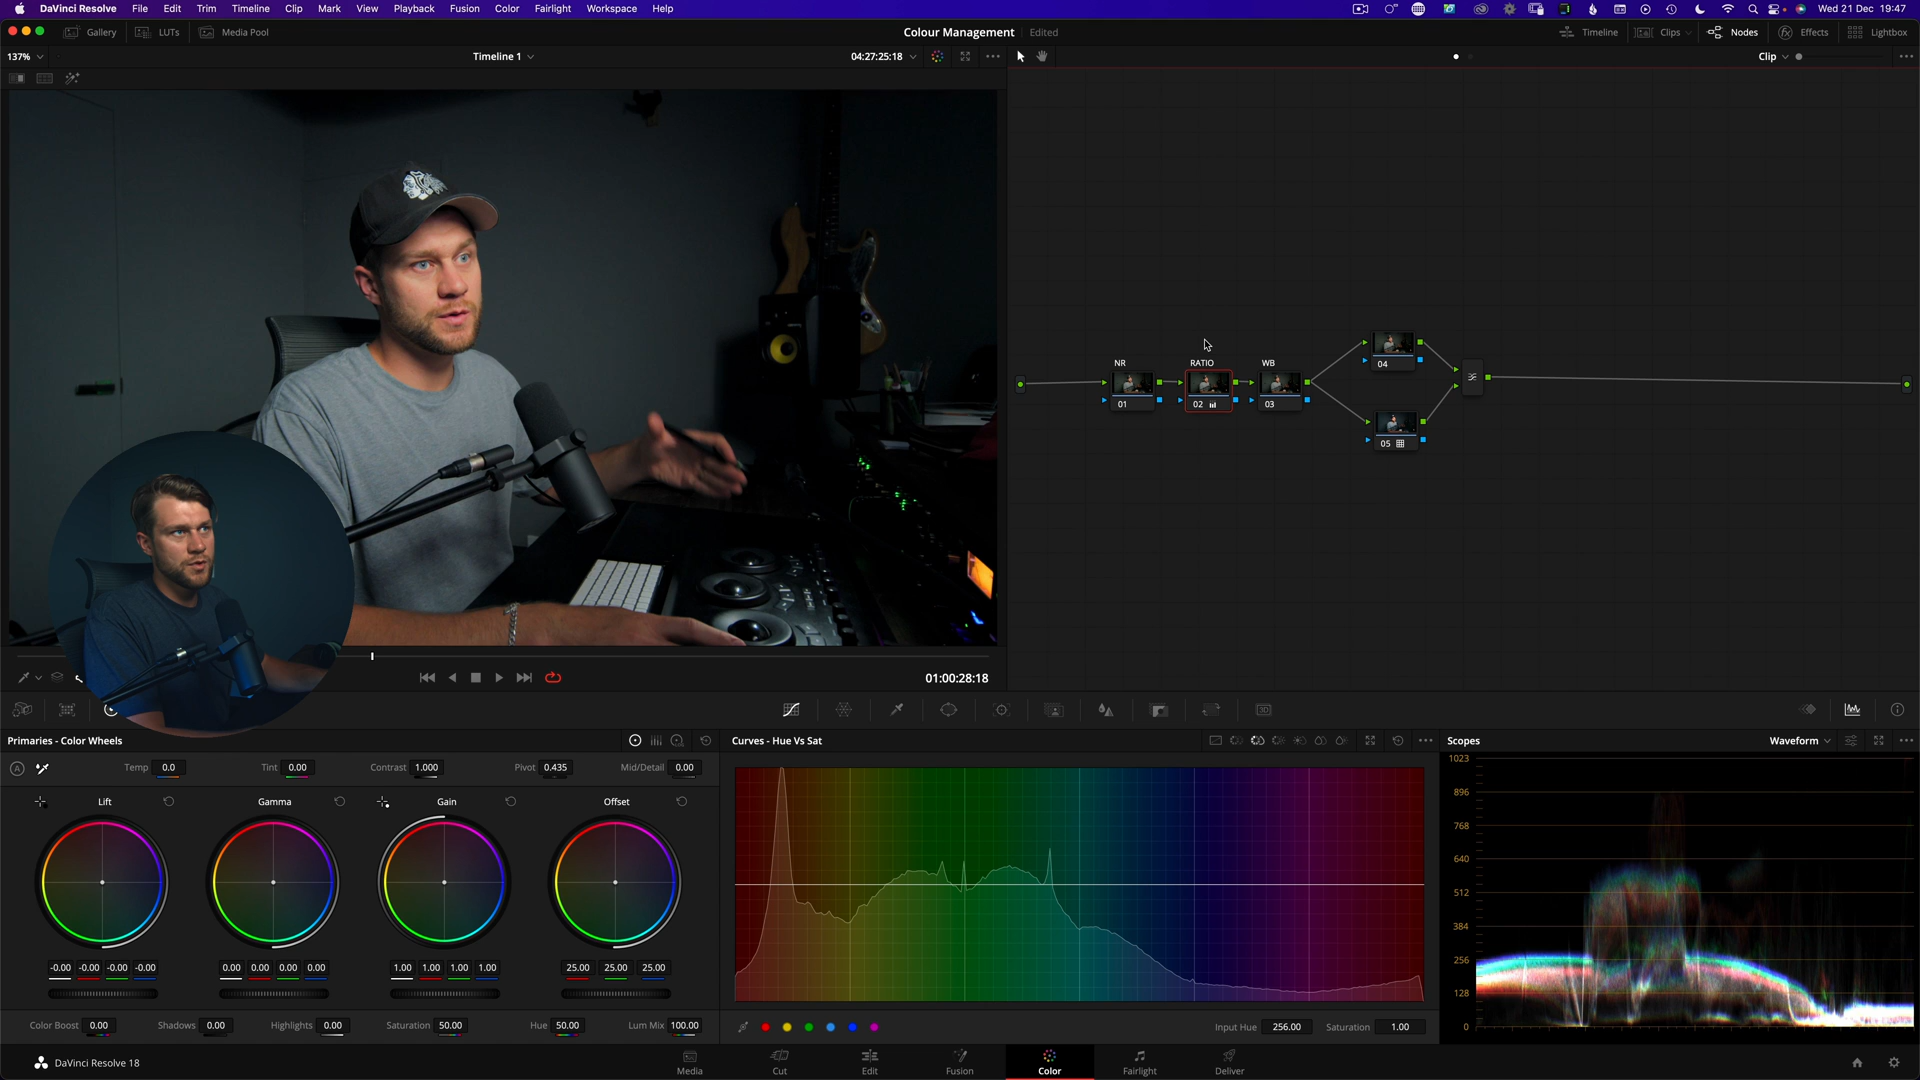 DaVinci Resolve File Edit Trim Timeline Clip Mark View Playback Fusion Color Fairlight Workspace Help Wed 21 Dec 19:47
Gallery LUTs Media Pool Colour Management Edited Timeline Clips Nodes Effects Lightbox
137% Timeline 1 04:27:25:18 Clip
NR RATIO WB
01 02 03 04
05
01:00:28:18
Primaries - Color Wheels Curves - Hue Vs Sat Scopes Waveform
A Temp 0.0 Tint 0.00 Contrast 1.000 Pivot 0.435 Mid/Detail 0.00
Lift Gamma Gain Offset
-0.00 -0.00 -0.00 -0.00 0.00 0.00 0.00 0.00 1.00 1.00 1.00 1.00 25.00 25.00 25.00
Color Boost 0.00 Shadows 0.00 Highlights 0.00 Saturation 50.00 Hue 50.00 Lum Mix 100.00
Input Hue 256.00 Saturation 1.00
1023
896
768
640
512
384
256
128
0
DaVinci Resolve 18 Media Cut Edit Fusion Color Fairlight Deliver